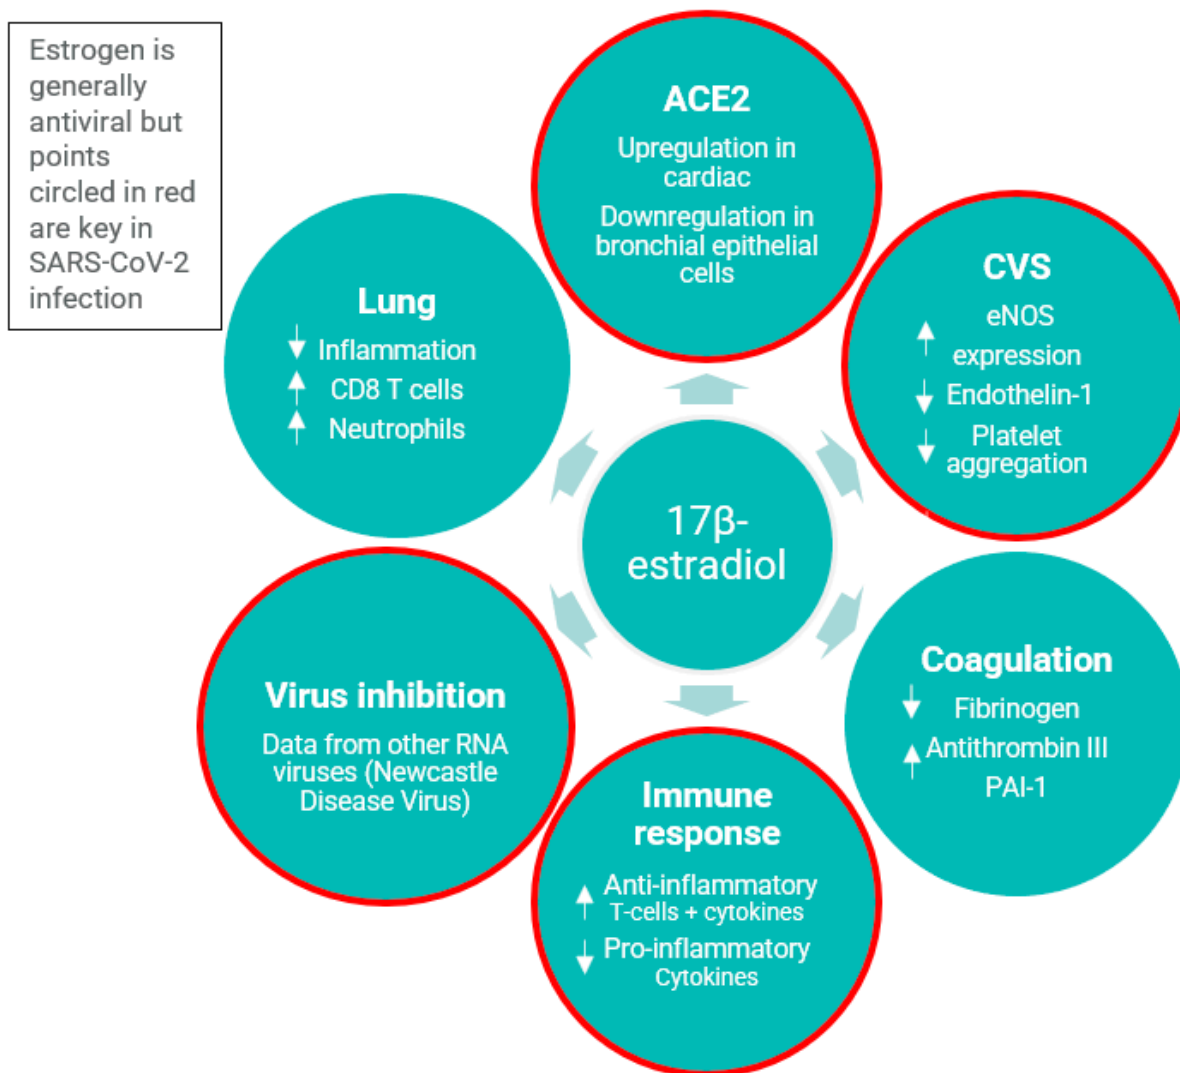 Estrogen is
generally
antiviral but
points
circled in red
are key in
SARS-CoV-2
infection
ACE2
Upregulation in
cardiac
Downregulation in
bronchial epithelial
cells
CVS
eNOS
↑ expression
↓ Endothelin-1
↓ Platelet
aggregation
Lung
↓ Inflammation
↑ CD8 T cells
↑ Neutrophils
17β-
estradiol
Coagulation
↓ Fibrinogen
↑ Antithrombin III
PAI-1
Virus inhibition
Data from other RNA
viruses (Newcastle
Disease Virus)
Immune
response
↑ Anti-inflammatory
T-cells + cytokines
↓ Pro-inflammatory
Cytokines